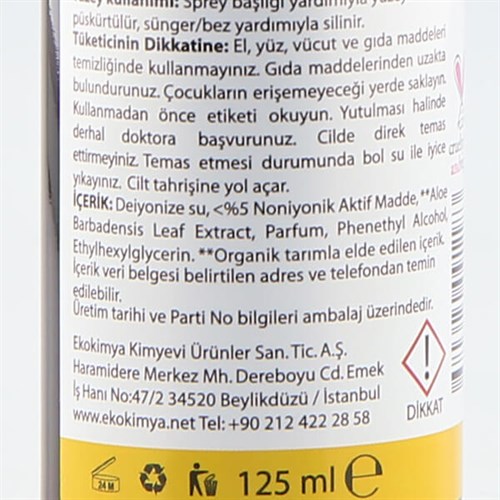 kullanımı: Sprey başlığı yardımıyla
püskürtülür, sünger/bez yardımıyla silinir.
Tüketicinin Dikkatine: El, yüz, vücut ve gıda maddeleri
temizliğinde kullanmayınız. Gıda maddelerinden uzakta
bulundurunuz. Çocukların erişemeyeceği yerde saklayın.
Kullanmadan önce etiketi okuyun. Yutulması halinde
derhal doktora başvurunuz. Cilde direk temas
ettirmeyiniz. Temas etmesi durumunda bol su ile iyice
yıkayınız. Cilt tahrişine yol açar.
İÇERİK: Deiyonize su, <%5 Noniyonik Aktif Madde, **Aloe
Barbadensis Leaf Extract, Parfum, Phenethyl Alcohol,
Ethylhexylglycerin. **Organik tarımla elde edilen içerik.
İçerik veri belgesi belirtilen adres ve telefondan temin
edilebilir.
Üretim tarihi ve Parti No bilgileri ambalaj üzerindedir.
Ekokimya Kimyevi Ürünler San. Tic. A.Ş.
Haramidere Merkez Mh. Dereboyu Cd. Emek
İş Hanı No:47/2 34520 Beylikdüzü / İstanbul
www.ekokimya.net Tel: +90 212 422 28 58
DİKKAT
24 M
125 ml e